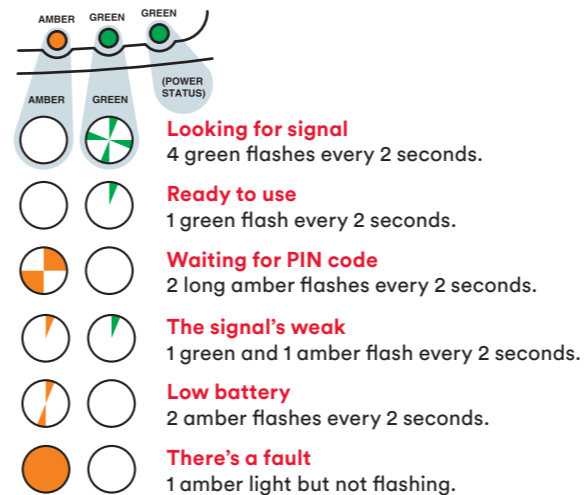 AMBER GREEN GREEN
(POWER
STATUS)
AMBER GREEN
Looking for signal
4 green flashes every 2 seconds.
Ready to use
1 green flash every 2 seconds.
Waiting for PIN code
2 long amber flashes every 2 seconds.
The signal’s weak
1 green and 1 amber flash every 2 seconds.
Low battery
2 amber flashes every 2 seconds.
There’s a fault
1 amber light but not flashing.